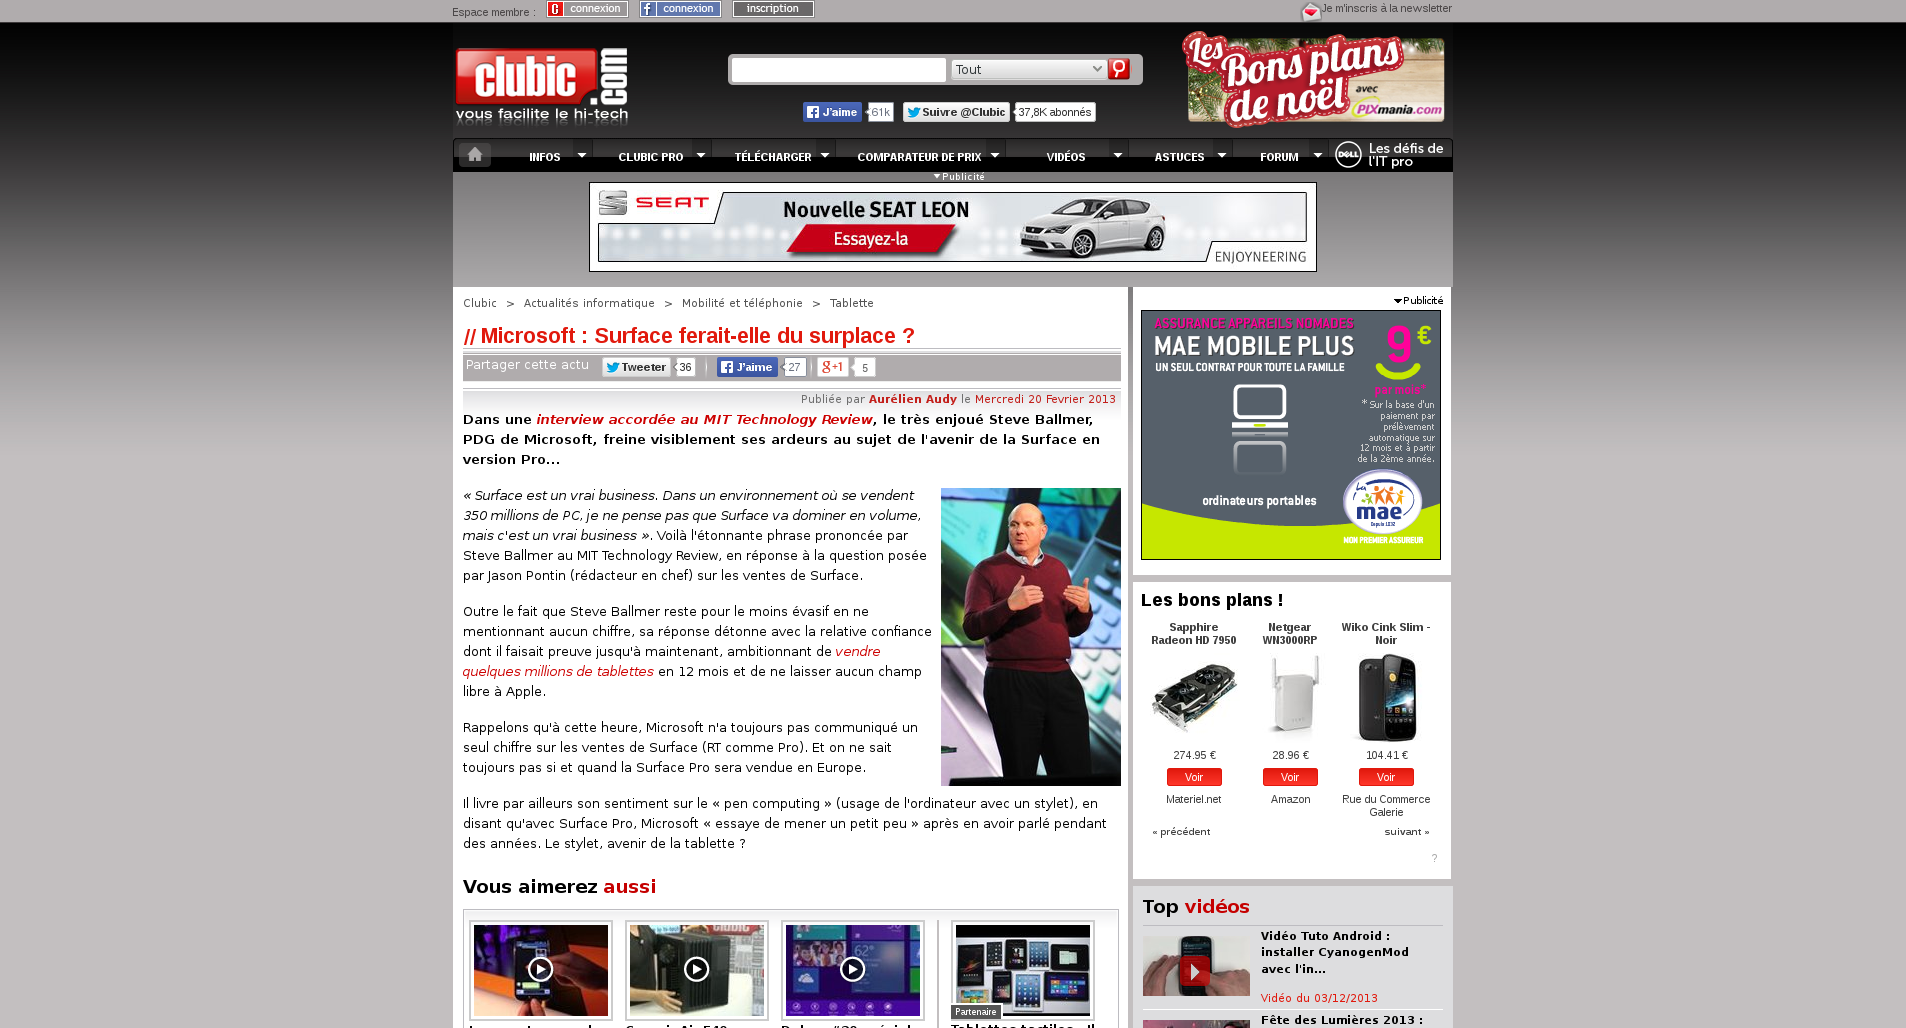 Espace membre :
connexion
connexion
inscription
Je m'inscris à la newsletter
clubic.com
vous facilite le hi-tech
Tout
Les Bons plans de noël
avec
PIXmania.com
J'aime
61k
Suivre @Clubic
37,8K abonnés
INFOS
CLUBIC PRO
TÉLÉCHARGER
COMPARATEUR DE PRIX
VIDÉOS
ASTUCES
FORUM
DELL
Les défis de
l'IT pro
Publicité
SEAT
Nouvelle SEAT LEON
Essayez-la
ENJOYNEERING
Clubic > Actualités informatique > Mobilité et téléphonie > Tablette
// Microsoft : Surface ferait-elle du surplace ?
Partager cette actu
Tweeter
36
J'aime
27
g+1
5
Publiée par Aurélien Audy le Mercredi 20 Fevrier 2013
Dans une interview accordée au MIT Technology Review, le très enjoué Steve Ballmer,
PDG de Microsoft, freine visiblement ses ardeurs au sujet de l'avenir de la Surface en
version Pro...
« Surface est un vrai business. Dans un environnement où se vendent
350 millions de PC, je ne pense pas que Surface va dominer en volume,
mais c'est un vrai business ». Voilà l'étonnante phrase prononcée par
Steve Ballmer au MIT Technology Review, en réponse à la question posée
par Jason Pontin (rédacteur en chef) sur les ventes de Surface.
Outre le fait que Steve Ballmer reste pour le moins évasif en ne
mentionnant aucun chiffre, sa réponse détonne avec la relative confiance
dont il faisait preuve jusqu'à maintenant, ambitionnant de vendre
quelques millions de tablettes en 12 mois et de ne laisser aucun champ
libre à Apple.
Rappelons qu'à cette heure, Microsoft n'a toujours pas communiqué un
seul chiffre sur les ventes de Surface (RT comme Pro). Et on ne sait
toujours pas si et quand la Surface Pro sera vendue en Europe.
Il livre par ailleurs son sentiment sur le « pen computing » (usage de l'ordinateur avec un stylet), en
disant qu'avec Surface Pro, Microsoft « essaye de mener un petit peu » après en avoir parlé pendant
des années. Le stylet, avenir de la tablette ?
Vous aimerez aussi
Partenaire
Publicité
ASSURANCE APPAREILS NOMADES
MAE MOBILE PLUS
UN SEUL CONTRAT POUR TOUTE LA FAMILLE
9€
par mois
* Sur la base d'un
paiement par
prélèvement
automatique sur
12 mois et à partir
de la 2ème année.
ordinateurs portables
La mae
Depuis 1932
MON PREMIER ASSUREUR
Les bons plans !
Sapphire
Radeon HD 7950
Netgear
WN3000RP
Wiko Cink Slim -
Noir
274.95 €
28.96 €
104.41 €
Voir
Voir
Voir
Materiel.net
Amazon
Rue du Commerce
Galerie
« précédent
suivant »
?
Top vidéos
Vidéo Tuto Android :
installer CyanogenMod
avec l'in...
Vidéo du 03/12/2013
Fête des Lumières 2013 :